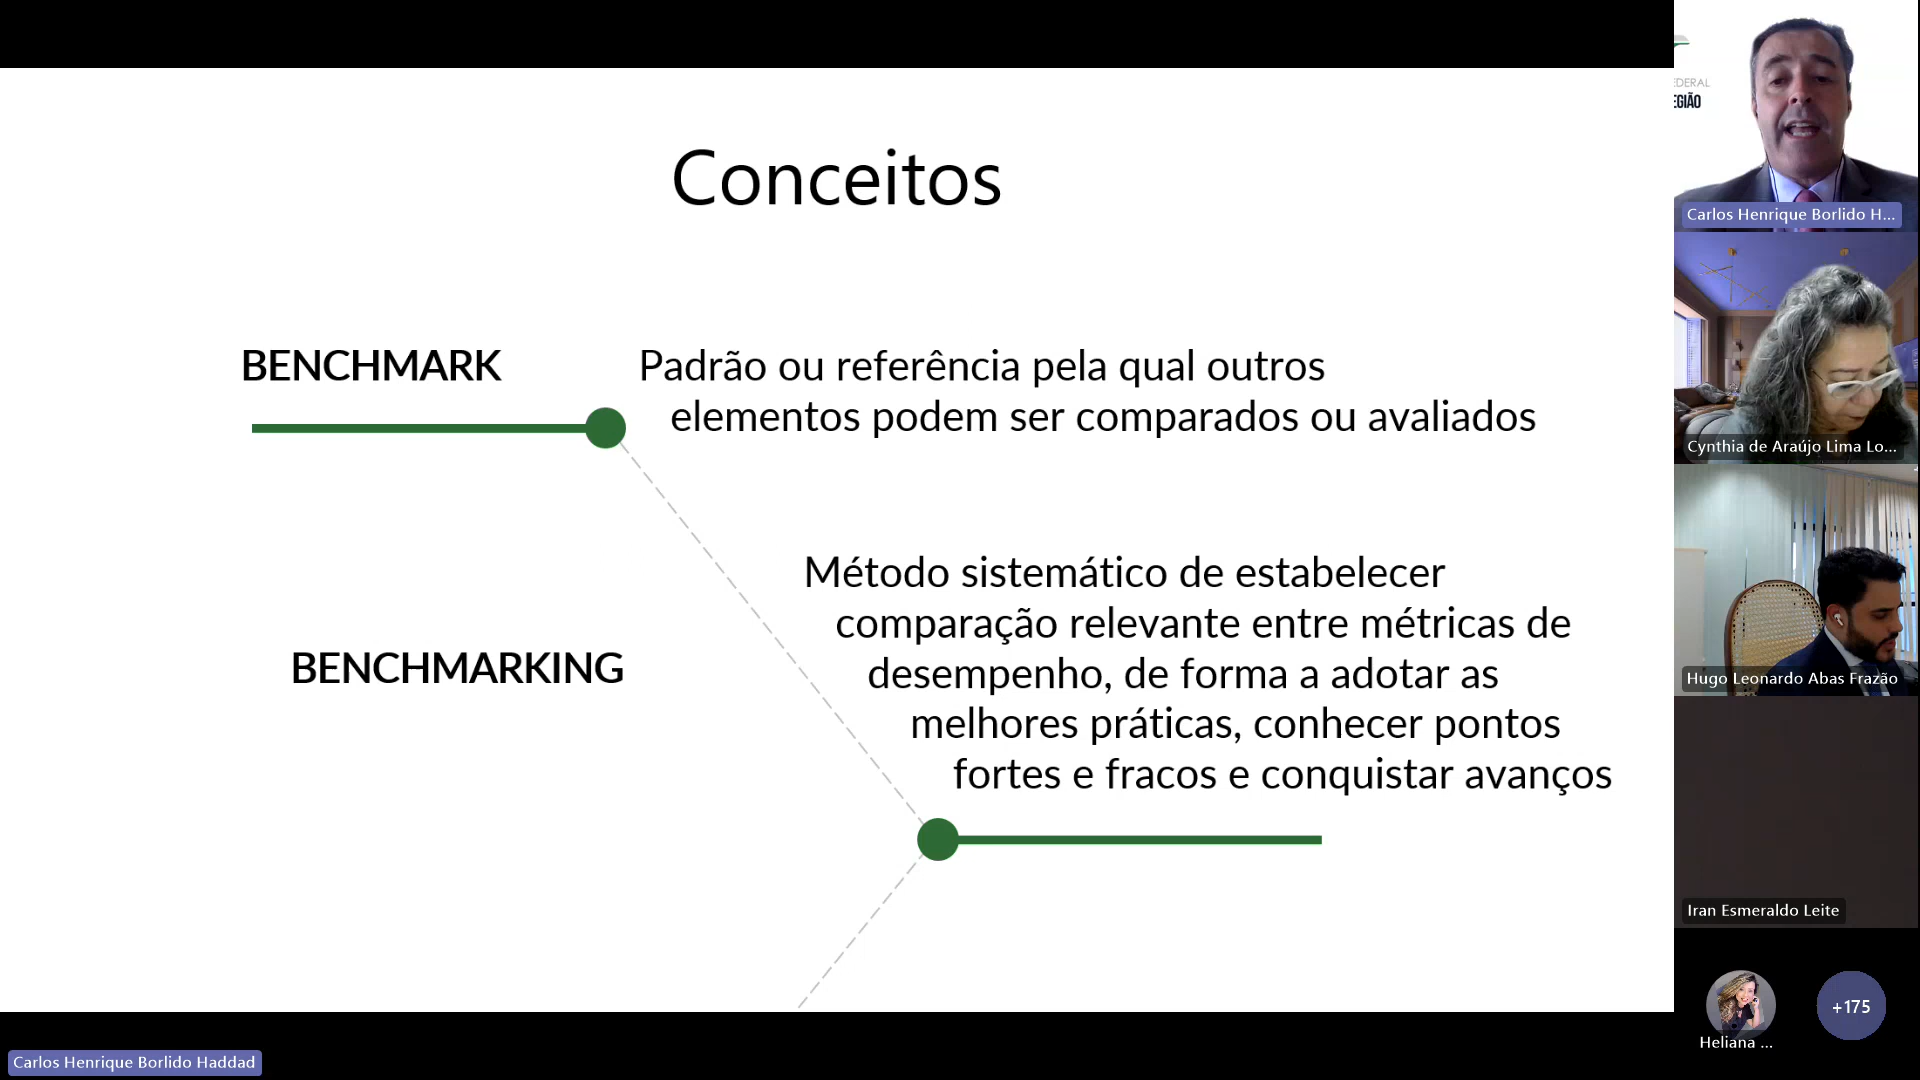 Conceitos
BENCHMARK
Padrão ou referência pela qual outros
elementos podem ser comparados ou avaliados
BENCHMARKING
Método sistemático de estabelecer
comparação relevante entre métricas de
desempenho, de forma a adotar as
melhores práticas, conhecer pontos
fortes e fracos e conquistar avanços
Carlos Henrique Borlido Haddad
EDERAL
EGIÃO
Carlos Henrique Borlido H...
Cynthia de Araújo Lima Lo...
Hugo Leonardo Abas Frazão
Iran Esmeraldo Leite
Heliana ...
+175